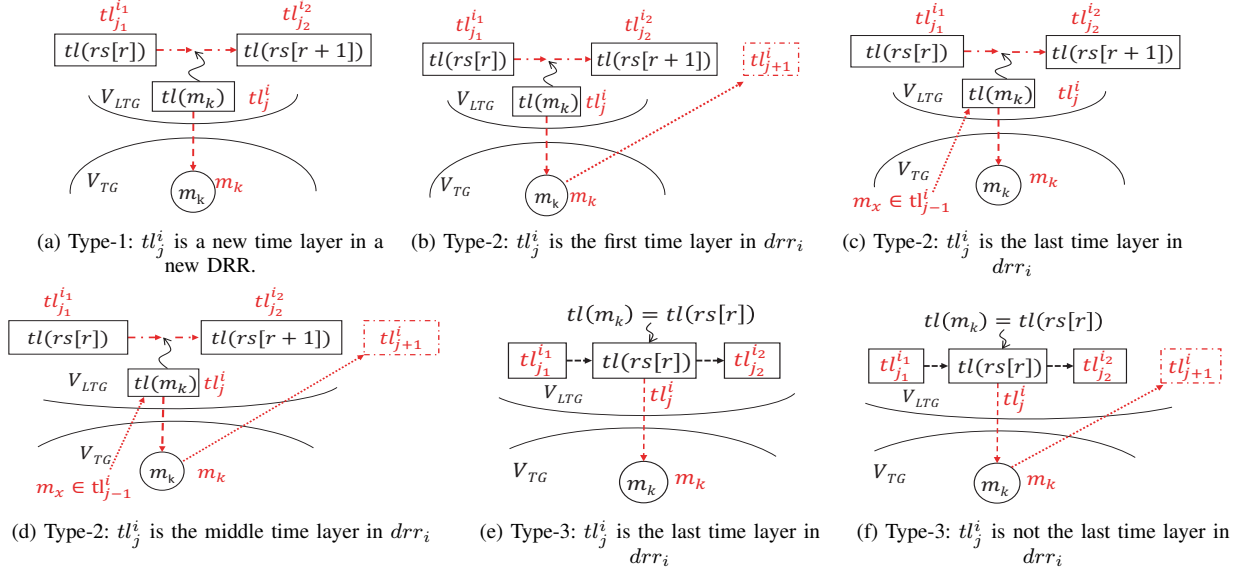 tl_{j_1}^{i_1} tl_{j_2}^{i_2}
tl(rs[r]) tl(rs[r + 1])
V_{LTG} tl(m_k) tl_j^i
V_{TG}
m_k m_k
(a) Type-1: tl_j^i is a new time layer in a
new DRR.
tl_{j_1}^{i_1} tl_{j_2}^{i_2}
tl(rs[r]) tl(rs[r + 1]) tl_{j+1}^i
V_{LTG} tl(m_k) tl_j^i
V_{TG}
m_k m_k
(b) Type-2: tl_j^i is the first time layer in drr_i
tl_{j_1}^{i_1} tl_{j_2}^{i_2}
tl(rs[r]) tl(rs[r + 1])
V_{LTG} tl(m_k) tl_j^i
V_{TG}
m_k m_k
m_x ∈ tl_{j-1}^i
(c) Type-2: tl_j^i is the last time layer in
drr_i
tl_{j_1}^{i_1} tl_{j_2}^{i_2}
tl(rs[r]) tl(rs[r + 1]) tl_{j+1}^i
V_{LTG} tl(m_k) tl_j^i
V_{TG}
m_k m_k
m_x ∈ tl_{j-1}^i
(d) Type-2: tl_j^i is the middle time layer in drr_i
tl(m_k) = tl(rs[r])
tl_{j_1}^{i_1} tl(rs[r]) tl_{j_2}^{i_2}
V_{LTG} tl_j^i
V_{TG}
m_k m_k
(e) Type-3: tl_j^i is the last time layer in
drr_i
tl(m_k) = tl(rs[r])
tl_{j_1}^{i_1} tl(rs[r]) tl_{j_2}^{i_2} tl_{j+1}^i
V_{LTG} tl_j^i
V_{TG}
m_k m_k
(f) Type-3: tl_j^i is not the last time layer in
drr_i